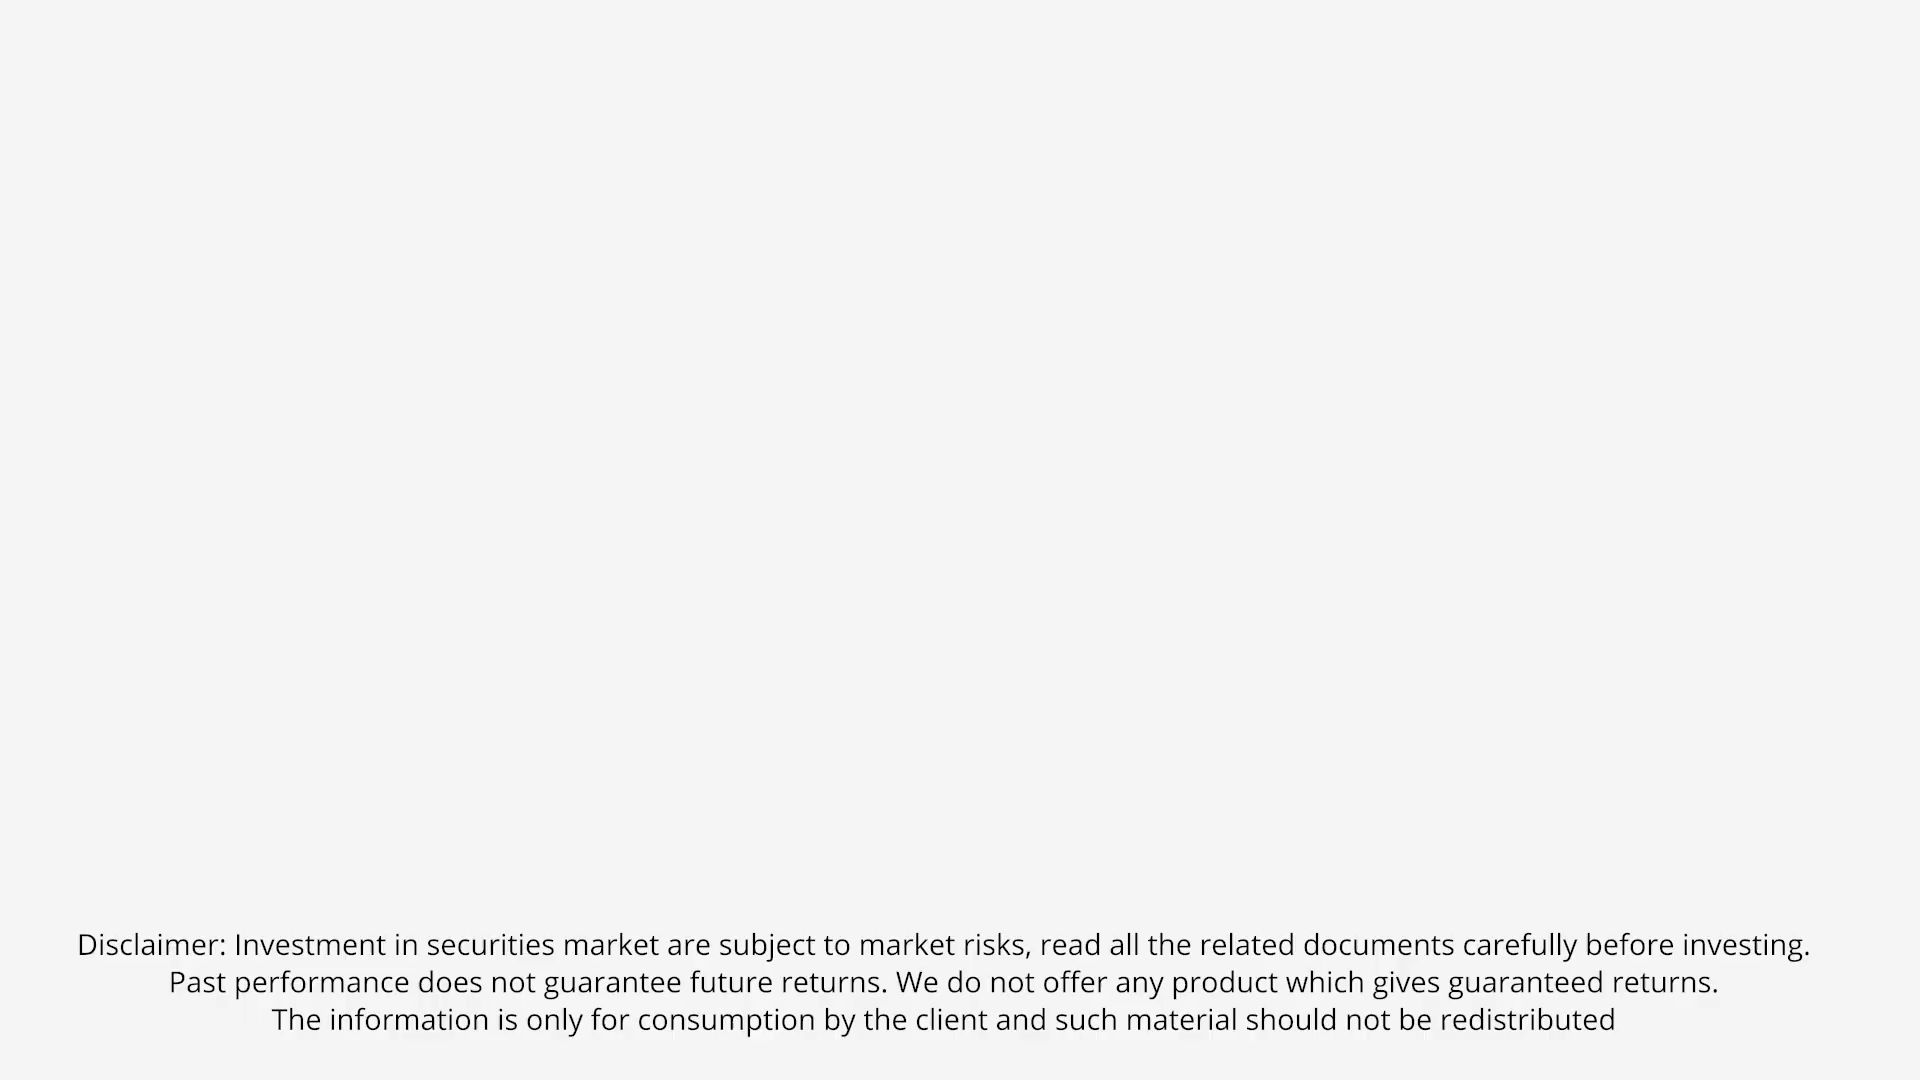 Disclaimer: Investment in securities market are subject to market risks, read all the related documents carefully before investing.
Past performance does not guarantee future returns. We do not offer any product which gives guaranteed returns.
The information is only for consumption by the client and such material should not be redistributed